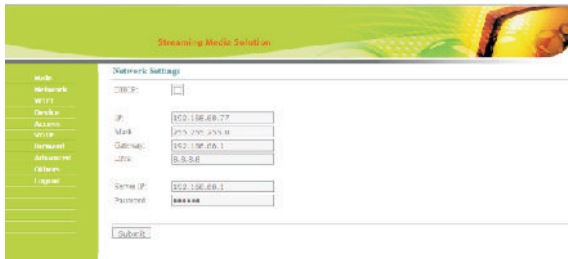 Streaming Media Solution
Main
Network
WIFI
Device
Access
VOIP
Forward
Advanced
Others
Logout
Network Settings
DHCP:
IP: 192.168.68.77
Mask: 255.255.255.0
Gateway: 192.168.68.1
8.8.8.8
Server IP: 192.168.68.1
Password: ●●●●●●
Submit